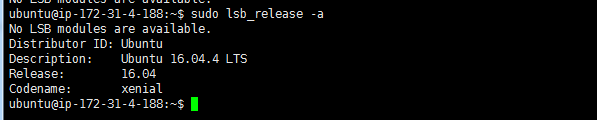 No LSB modules are available.
ubuntu@ip-172-31-4-188:~$ sudo lsb_release -a
No LSB modules are available.
Distributor ID: Ubuntu
Description:    Ubuntu 16.04.4 LTS
Release:        16.04
Codename:       xenial
ubuntu@ip-172-31-4-188:~$